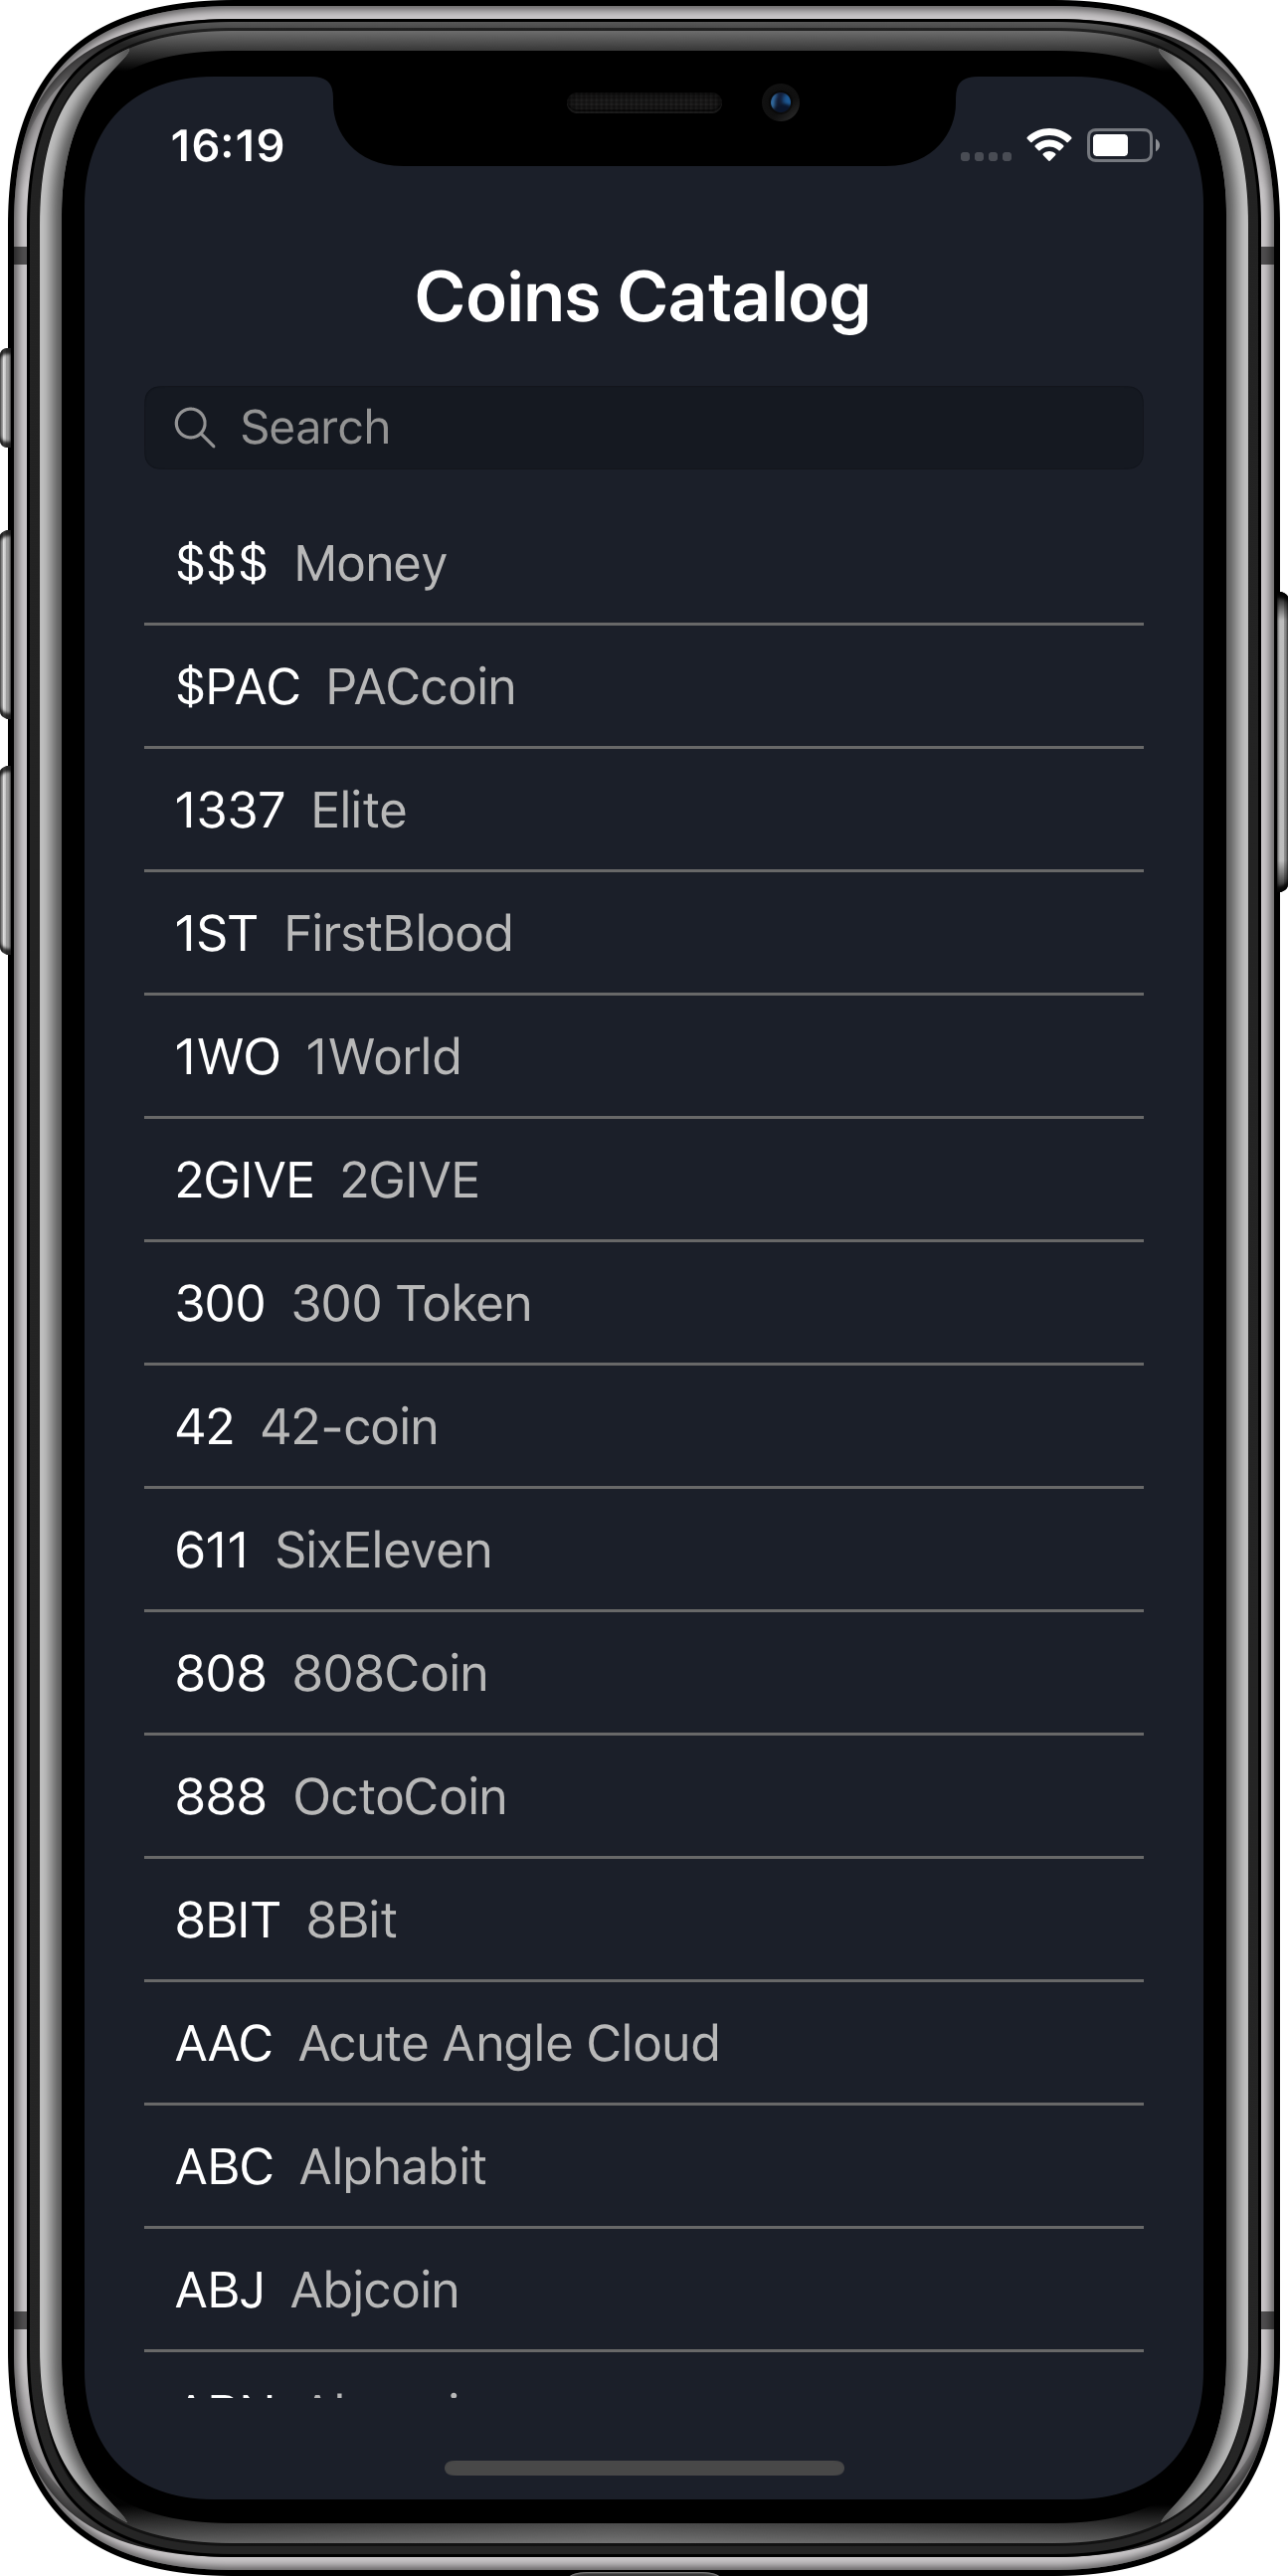 16:19
Coins Catalog
Search
$$$ Money
$PAC PACcoin
1337 Elite
1ST FirstBlood
1WO 1World
2GIVE 2GIVE
300 300 Token
42 42-coin
611 SixEleven
808 808Coin
888 OctoCoin
8BIT 8Bit
AAC Acute Angle Cloud
ABC Alphabit
ABJ Abjcoin